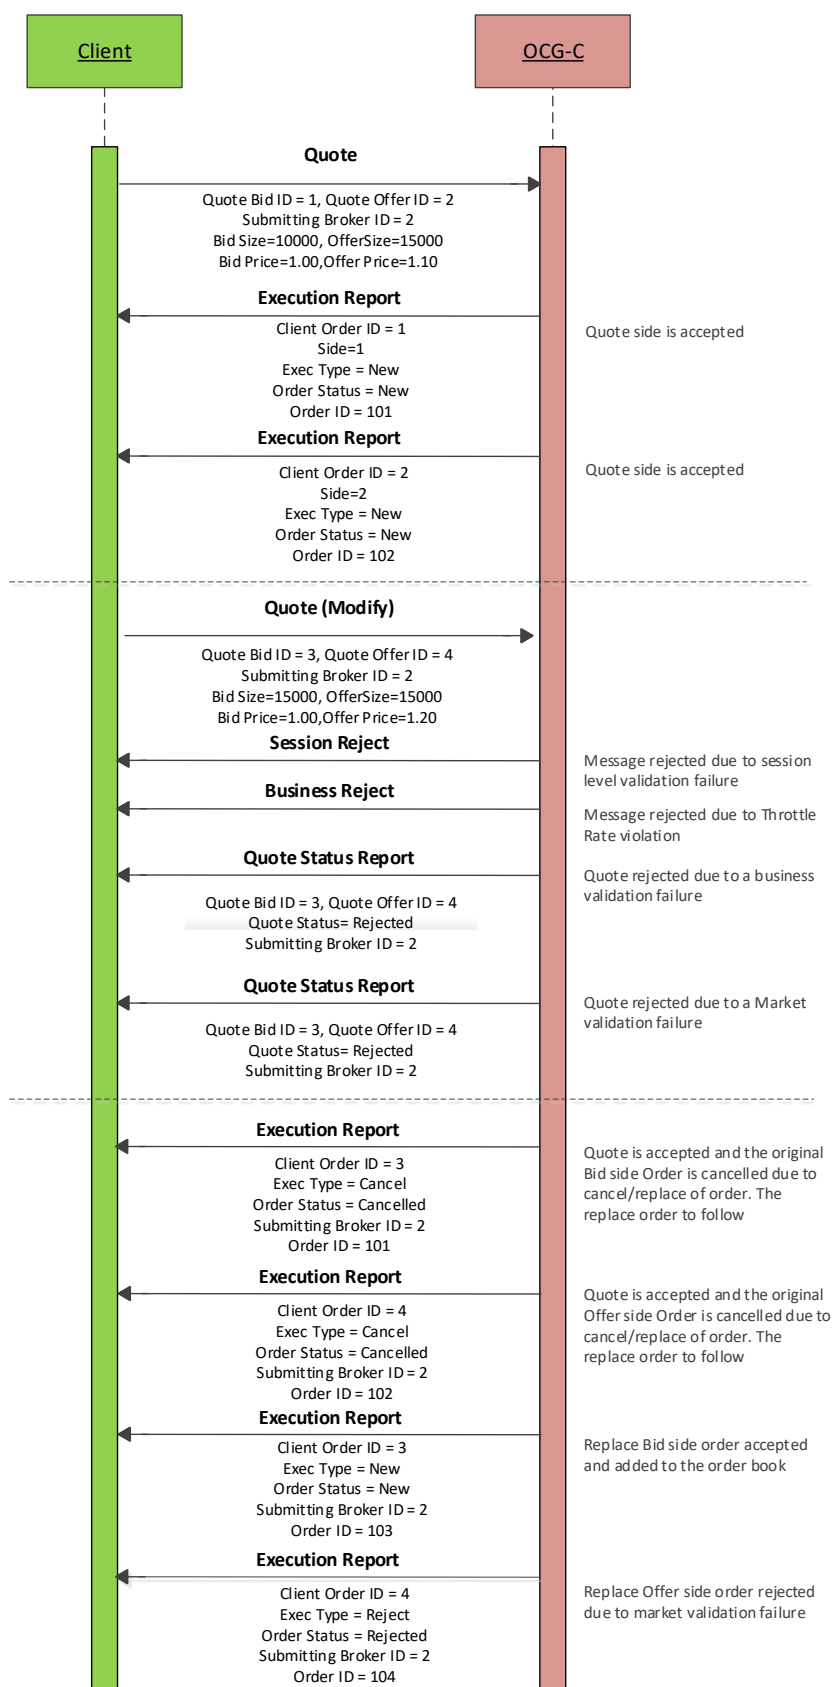 Client
OCG-C
Quote
Quote Bid ID = 1, Quote Offer ID = 2
Submitting Broker ID = 2
Bid Size=10000, OfferSize=15000
Bid Price=1.00,Offer Price=1.10
Execution Report
Client Order ID = 1
Side=1
Exec Type = New
Order Status = New
Order ID = 101
Quote side is accepted
Execution Report
Client Order ID = 2
Side=2
Exec Type = New
Order Status = New
Order ID = 102
Quote side is accepted
Quote (Modify)
Quote Bid ID = 3, Quote Offer ID = 4
Submitting Broker ID = 2
Bid Size=15000, OfferSize=15000
Bid Price=1.00,Offer Price=1.20
Session Reject
Message rejected due to session
level validation failure
Business Reject
Message rejected due to Throttle
Rate violation
Quote Status Report
Quote Bid ID = 3, Quote Offer ID = 4
Quote Status= Rejected
Submitting Broker ID = 2
Quote rejected due to a business
validation failure
Quote Status Report
Quote Bid ID = 3, Quote Offer ID = 4
Quote Status= Rejected
Submitting Broker ID = 2
Quote rejected due to a Market
validation failure
Execution Report
Client Order ID = 3
Exec Type = Cancel
Order Status = Cancelled
Submitting Broker ID = 2
Order ID = 101
Quote is accepted and the original
Bid side Order is cancelled due to
cancel/replace of order. The
replace order to follow
Execution Report
Client Order ID = 4
Exec Type = Cancel
Order Status = Cancelled
Submitting Broker ID = 2
Order ID = 102
Quote is accepted and the original
Offer side Order is cancelled due to
cancel/replace of order. The
replace order to follow
Execution Report
Client Order ID = 3
Exec Type = New
Order Status = New
Submitting Broker ID = 2
Order ID = 103
Replace Bid side order accepted
and added to the order book
Execution Report
Client Order ID = 4
Exec Type = Reject
Order Status = Rejected
Submitting Broker ID = 2
Order ID = 104
Replace Offer side order rejected
due to market validation failure